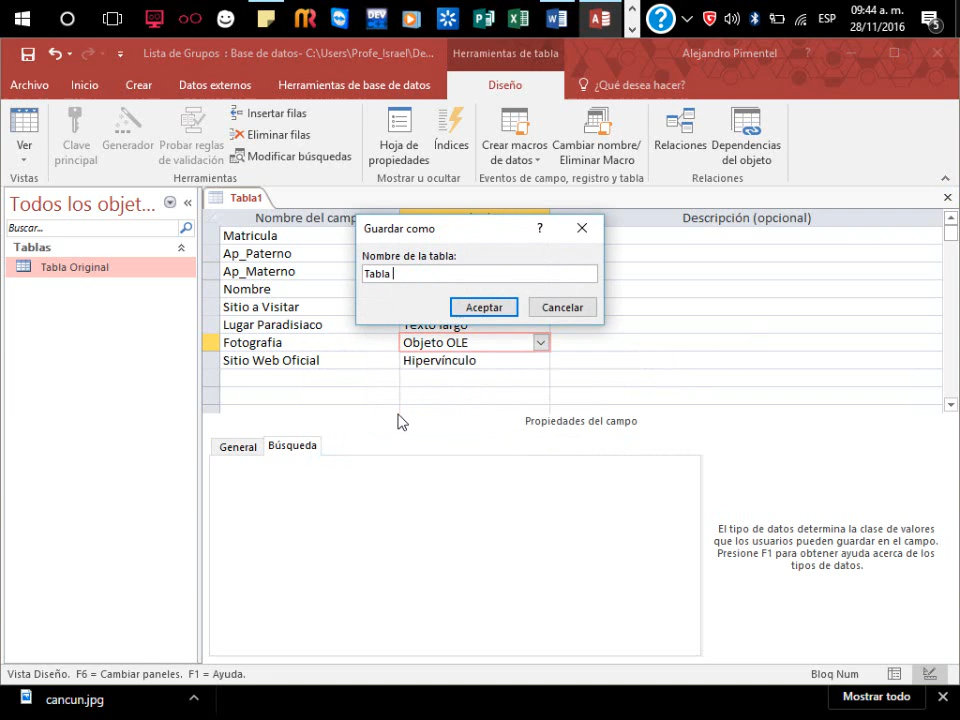 ESP
09:44 a. m.
28/11/2016
5
Lista de Grupos : Base de datos- C:\Users\Profe_Israel\De...
Herramientas de tabla
Alejandro Pimentel
?
Archivo
Inicio
Crear
Datos externos
Herramientas de base de datos
Diseño
¿Qué desea hacer?
Ver
Clave principal
Generador
Probar reglas de validación
Insertar filas
Eliminar filas
Modificar búsquedas
Hoja de propiedades
Índices
Crear macros de datos
Cambiar nombre/ Eliminar Macro
Relaciones
Dependencias del objeto
Vistas
Herramientas
Mostrar u ocultar
Eventos de campo, registro y tabla
Relaciones
Todos los objet...
Buscar...
Tablas
Tabla Original
Tabla1
Nombre del camp
Descripción (opcional)
Matricula
Ap_Paterno
Ap_Materno
Nombre
Sitio a Visitar
Lugar Paradisiaco
Texto largo
Fotografia
Objeto OLE
Sitio Web Oficial
Hipervínculo
Guardar como
?
Nombre de la tabla:
Tabla
Aceptar
Cancelar
Propiedades del campo
General
Búsqueda
El tipo de datos determina la clase de valores
que los usuarios pueden guardar en el campo.
Presione F1 para obtener ayuda acerca de los
tipos de datos.
Vista Diseño.  F6 = Cambiar paneles.  F1 = Ayuda.
Bloq Num
cancun.jpg
Mostrar todo